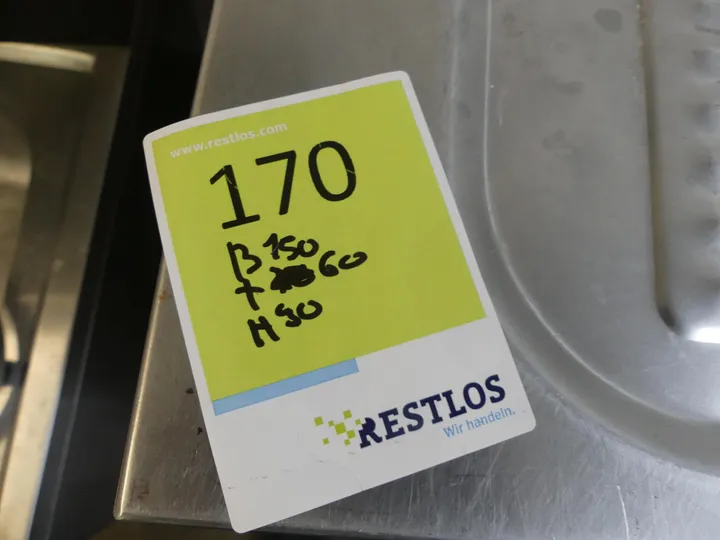 www.restlos.com
170
B 150
T 60
H 90
RESTLOS
Wir handeln.